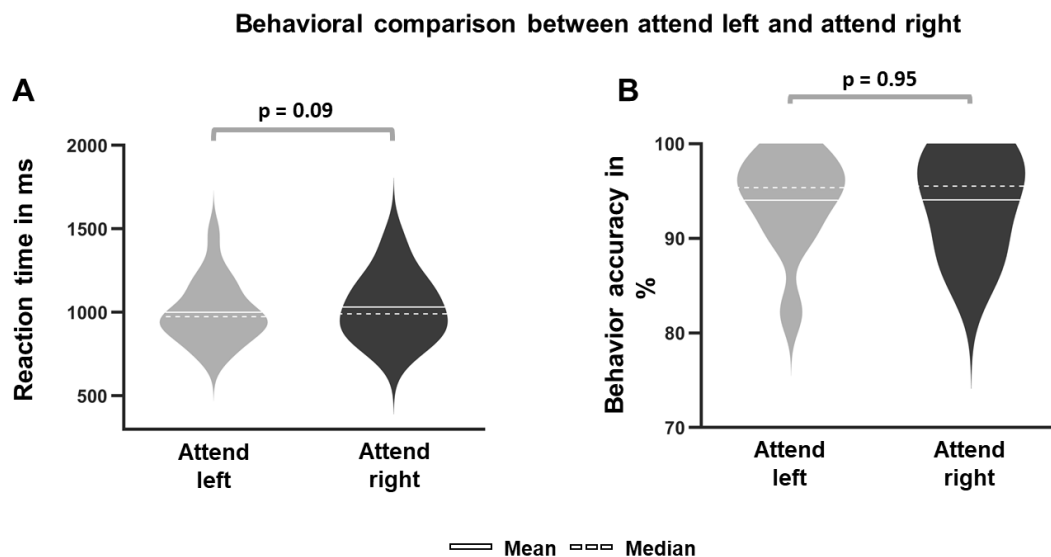 Behavioral comparison between attend left and attend right
A
p = 0.09
Reaction time in ms
2000
1500
1000
500
Attend
left
Attend
right
B
p = 0.95
Behavior accuracy in
%
100
90
80
70
Attend
left
Attend
right
Mean
Median